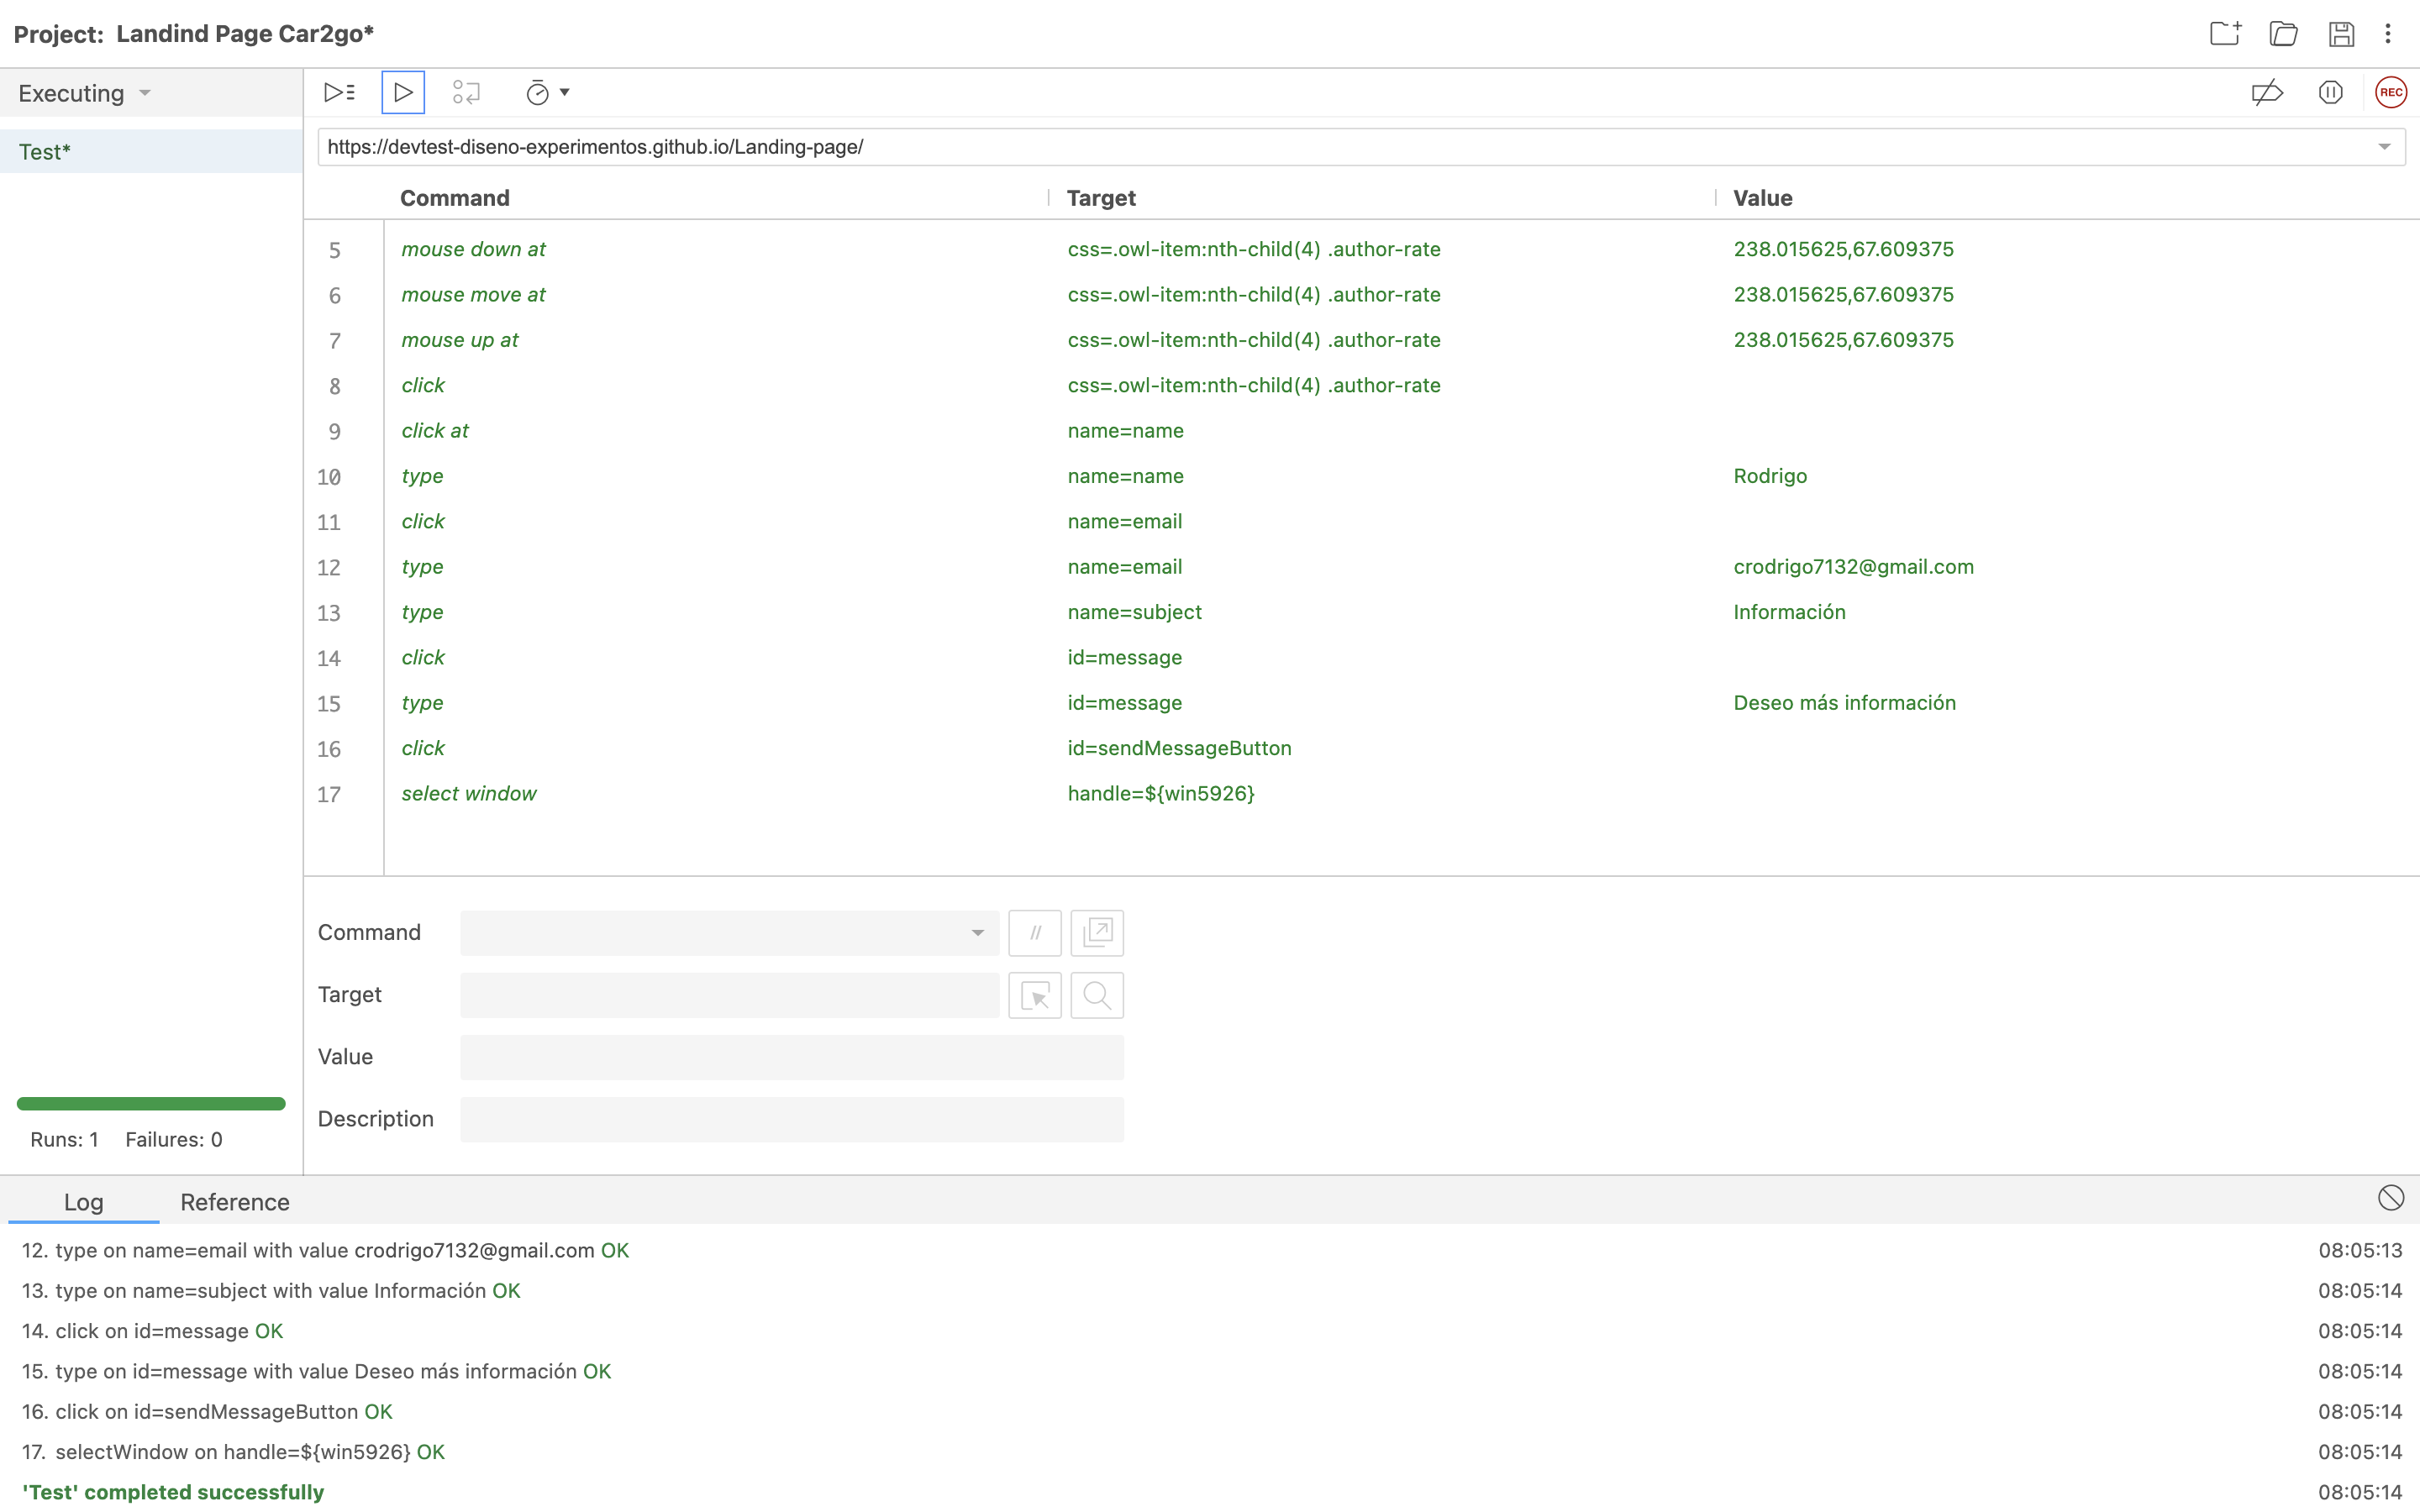 Project: Landind Page Car2go*
Executing
REC
Test*
https://devtest-diseno-experimentos.github.io/Landing-page/
Command Target Value
5 mouse down at css=.owl-item:nth-child(4) .author-rate 238.015625,67.609375
6 mouse move at css=.owl-item:nth-child(4) .author-rate 238.015625,67.609375
7 mouse up at css=.owl-item:nth-child(4) .author-rate 238.015625,67.609375
8 click css=.owl-item:nth-child(4) .author-rate
9 click at name=name
10 type name=name Rodrigo
11 click name=email
12 type name=email crodrigo7132@gmail.com
13 type name=subject Información
14 click id=message
15 type id=message Deseo más información
16 click id=sendMessageButton
17 select window handle=${win5926}
Command //
Target
Value
Description
Runs: 1 Failures: 0
Log Reference
12. type on name=email with value crodrigo7132@gmail.com OK 08:05:13
13. type on name=subject with value Información OK 08:05:14
14. click on id=message OK 08:05:14
15. type on id=message with value Deseo más información OK 08:05:14
16. click on id=sendMessageButton OK 08:05:14
17. selectWindow on handle=${win5926} OK 08:05:14
'Test' completed successfully 08:05:14